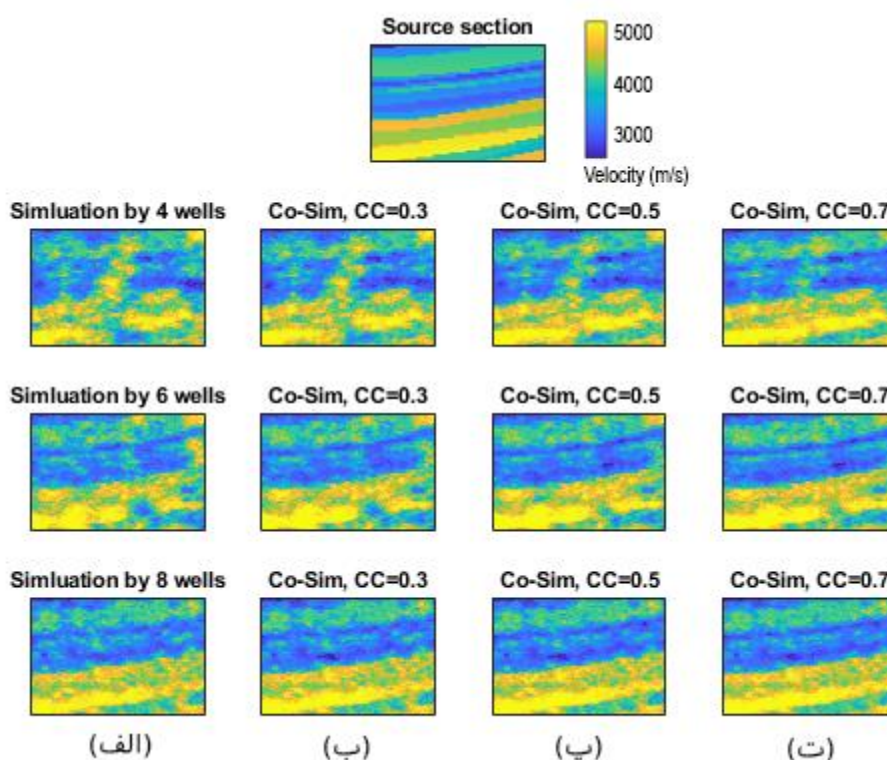 Source section
5000
4000
3000
Velocity (m/s)
Simluation by 4 wells
Co-Sim, CC=0.3
Co-Sim, CC=0.5
Co-Sim, CC=0.7
Simluation by 6 wells
Co-Sim, CC=0.3
Co-Sim, CC=0.5
Co-Sim, CC=0.7
Simluation by 8 wells
Co-Sim, CC=0.3
Co-Sim, CC=0.5
Co-Sim, CC=0.7
(الف)
(ب)
(پ)
(ت)